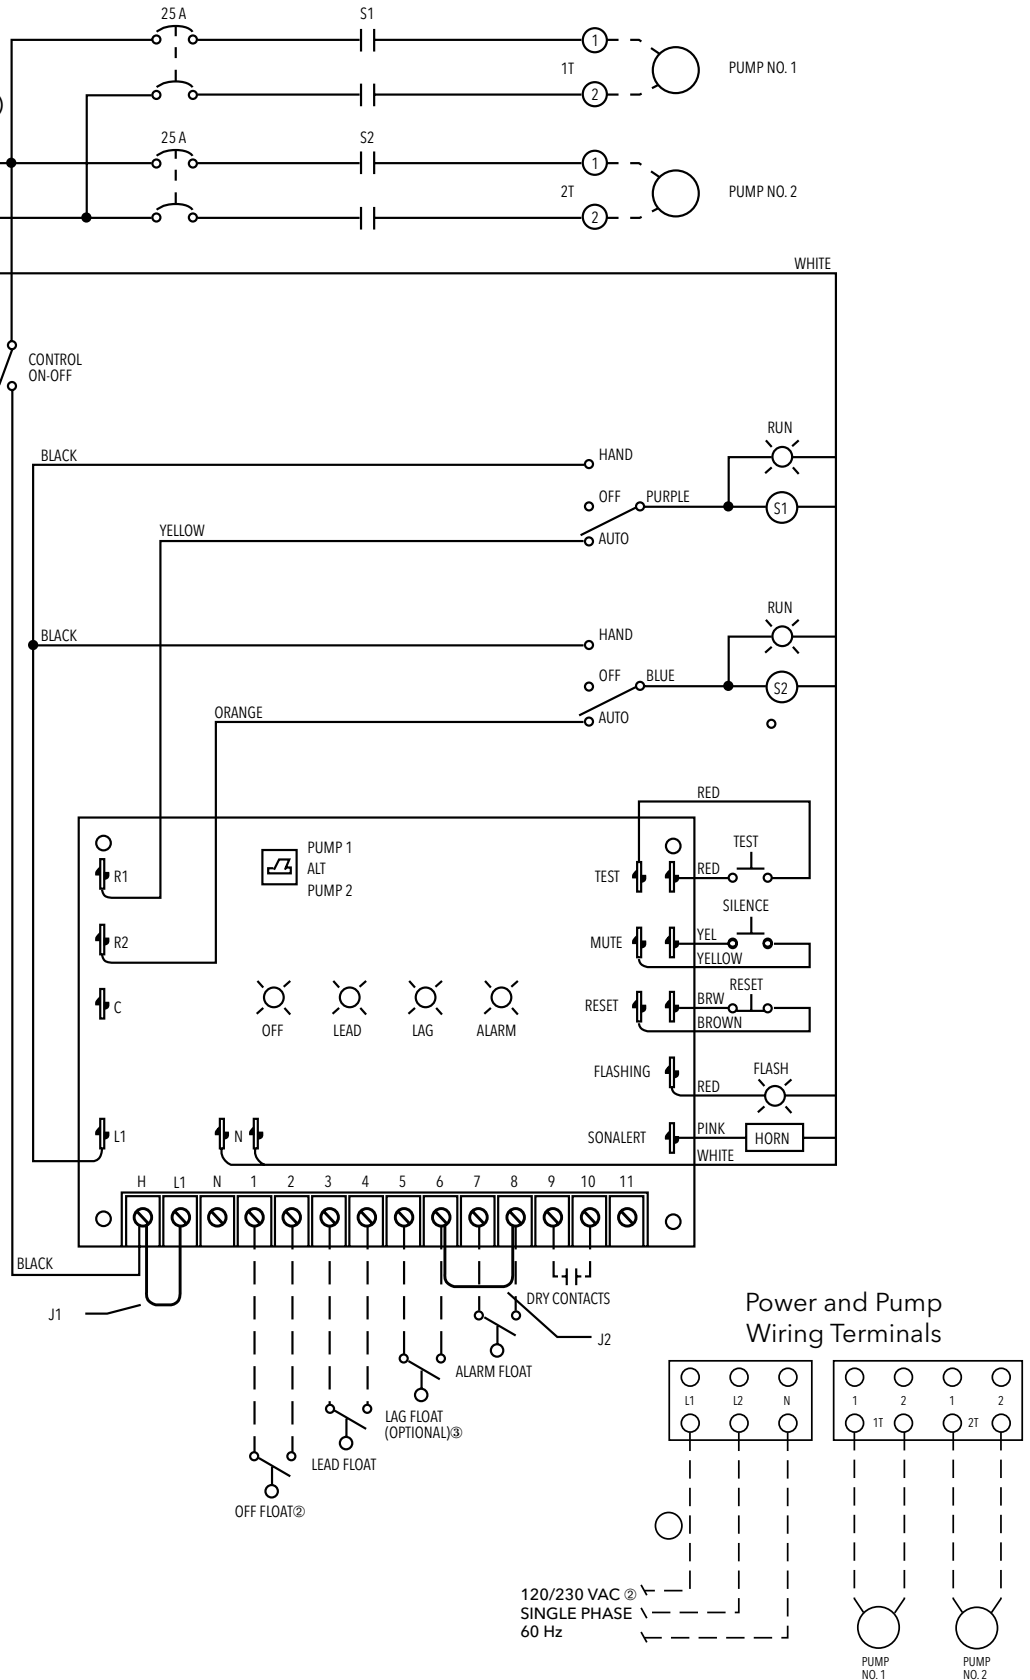 25 A
S1
1
1T
2
PUMP NO. 1
25 A
S2
1
2T
2
PUMP NO. 2
WHITE
CONTROL
ON-OFF
RUN
BLACK
HAND
OFF
PURPLE
S1
YELLOW
AUTO
RUN
BLACK
HAND
OFF
BLUE
S2
ORANGE
AUTO
RED
PUMP 1
ALT
PUMP 2
R1
TEST
RED
TEST
SILENCE
R2
MUTE
YEL
YELLOW
RESET
C
RESET
BRW
BROWN
OFF
LEAD
LAG
ALARM
FLASHING
FLASH
RED
L1
N
SONALERT
PINK
HORN
WHITE
H L1 N 1 2 3 4 5 6 7 8 9 10 11
BLACK
J1
DRY CONTACTS
J2
ALARM FLOAT
LAG FLOAT
(OPTIONAL)③
LEAD FLOAT
OFF FLOAT②
Power and Pump
Wiring Terminals
L1 L2 N
1 2 1 2
1T 2T
120/230 VAC ②
SINGLE PHASE
60 Hz
PUMP
NO. 1
PUMP
NO. 2